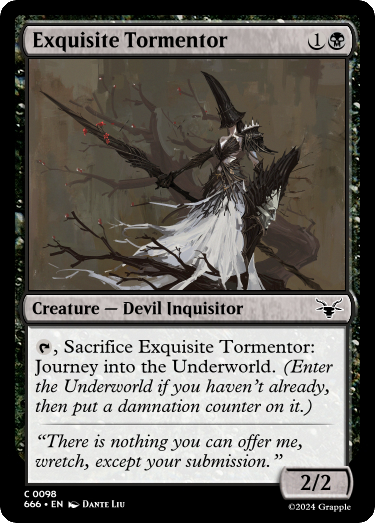 Exquisite Tormentor 1
Creature — Devil Inquisitor
, Sacrifice Exquisite Tormentor:
Journey into the Underworld. (Enter
the Underworld if you haven't already,
then put a damnation counter on it.)
“There is nothing you can offer me,
wretch, except your submission.”
2/2
C 0098
666 • EN Dante Liu
©2024 Grapple